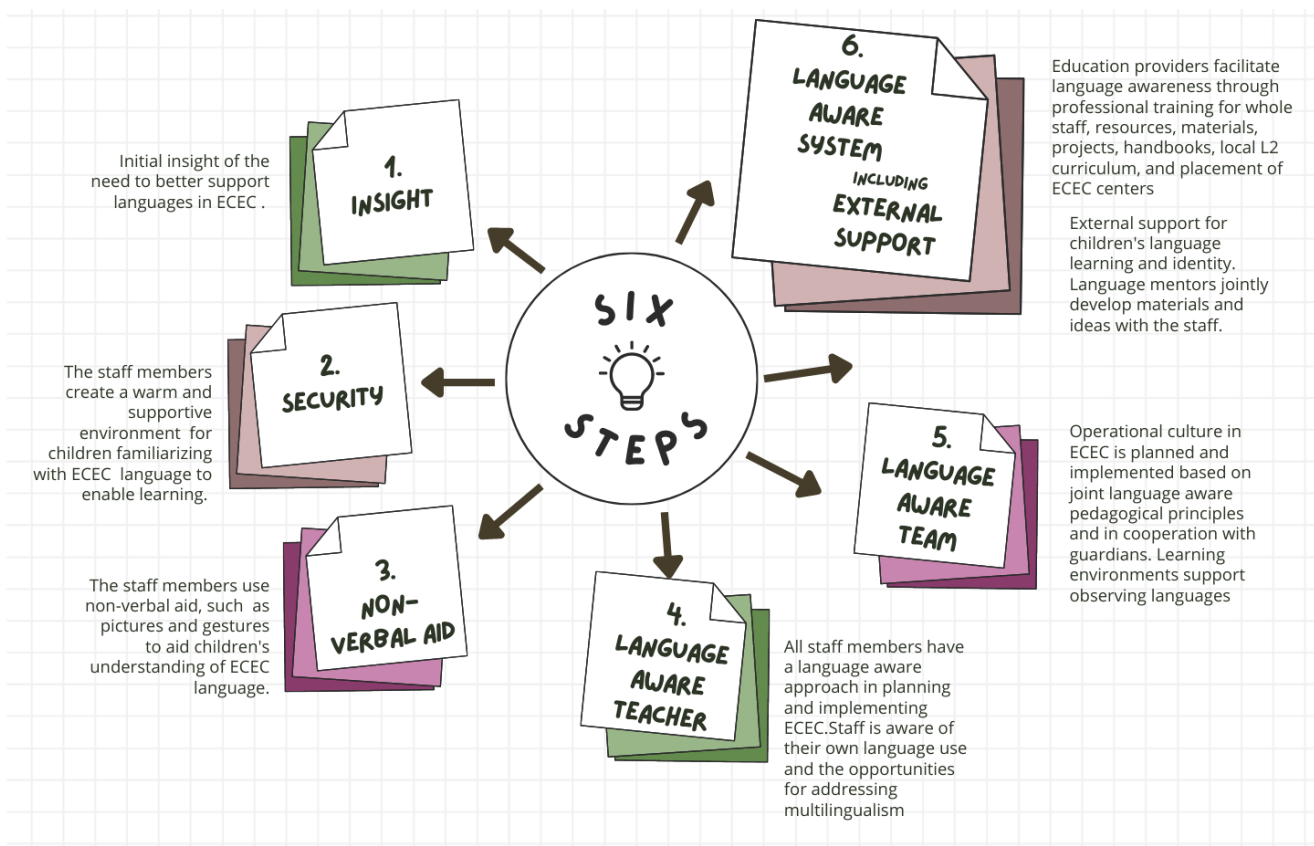 SIX
STEPS
1.
INSIGHT
Initial insight of the
need to better support
languages in ECEC .
2.
SECURITY
The staff members
create a warm and
supportive
environment for
children familiarizing
with ECEC language to
enable learning.
3.
NON-
VERBAL AID
The staff members use
non-verbal aid, such as
pictures and gestures
to aid children's
understanding of ECEC
language.
4.
LANGUAGE
AWARE
TEACHER
All staff members have
a language aware
approach in planning
and implementing
ECEC.Staff is aware of
their own language use
and the opportunities
for addressing
multilingualism
5.
LANGUAGE
AWARE
TEAM
Operational culture in
ECEC is planned and
implemented based on
joint language aware
pedagogical principles
and in cooperation with
guardians. Learning
environments support
observing languages
6.
LANGUAGE
AWARE
SYSTEM
INCLUDING
EXTERNAL
SUPPORT
Education providers facilitate
language awareness through
professional training for whole
staff, resources, materials,
projects, handbooks, local L2
curriculum, and placement of
ECEC centers
External support for
children's language
learning and identity.
Language mentors jointly
develop materials and
ideas with the staff.